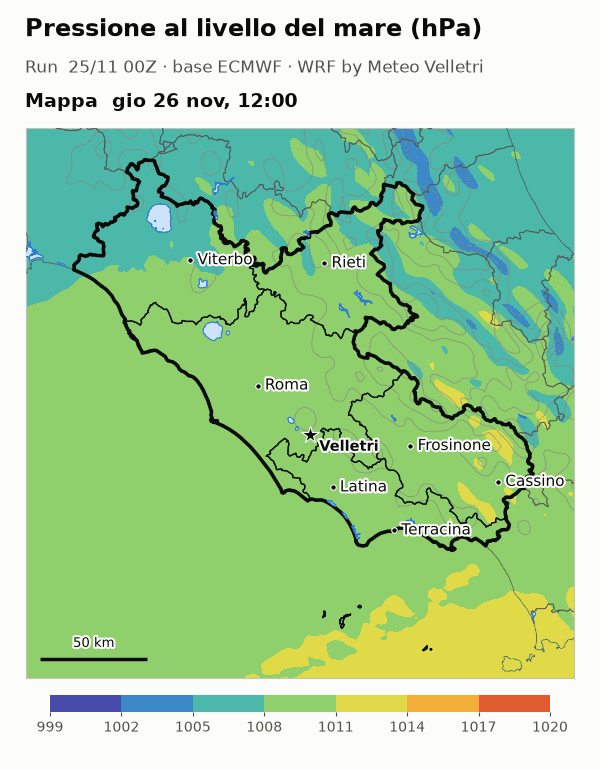 Pressione al livello del mare (hPa)
Run  25/11 00Z · base ECMWF · WRF by Meteo Velletri
Mappa  gio 26 nov, 12:00
Viterbo
Rieti
Roma
Velletri
Frosinone
Cassino
Latina
Terracina
50 km
999 1002 1005 1008 1011 1014 1017 1020